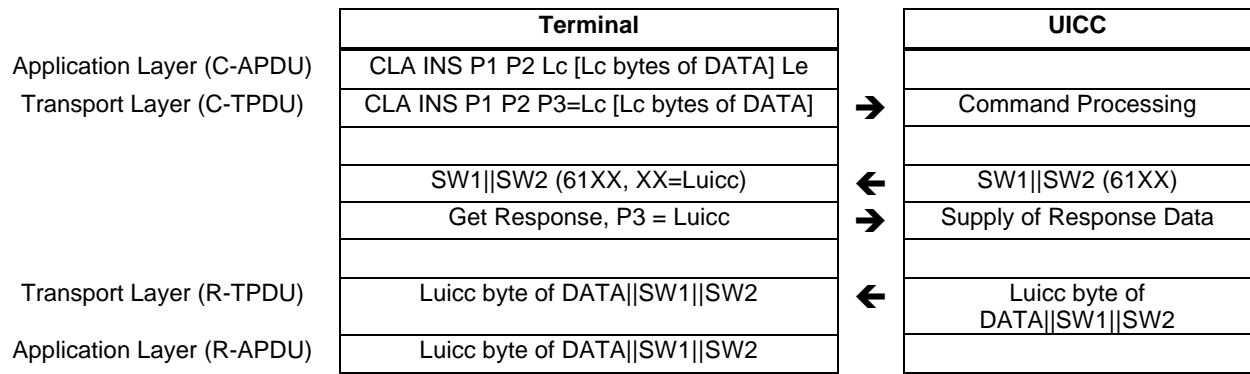 Terminal UICC
Application Layer (C-APDU) CLA INS P1 P2 Lc [Lc bytes of DATA] Le
Transport Layer (C-TPDU) CLA INS P1 P2 P3=Lc [Lc bytes of DATA] → Command Processing
SW1||SW2 (61XX, XX=Luicc) ← SW1||SW2 (61XX)
Get Response, P3 = Luicc → Supply of Response Data
Transport Layer (R-TPDU) Luicc byte of DATA||SW1||SW2 ← Luicc byte of
DATA||SW1||SW2
Application Layer (R-APDU) Luicc byte of DATA||SW1||SW2